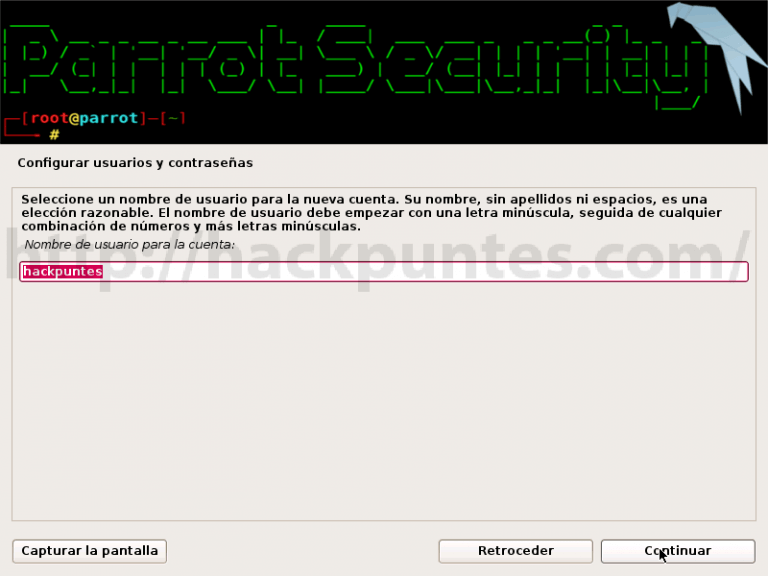 Parrot Security
┌─[root@parrot]─[~]
└──╼ #
Configurar usuarios y contraseñas
Seleccione un nombre de usuario para la nueva cuenta. Su nombre, sin apellidos ni espacios, es una
elección razonable. El nombre de usuario debe empezar con una letra minúscula, seguida de cualquier
combinación de números y más letras minúsculas.
Nombre de usuario para la cuenta:
http://hackpuntes.com/
hackpuntes
Capturar la pantalla
Retroceder
Continuar